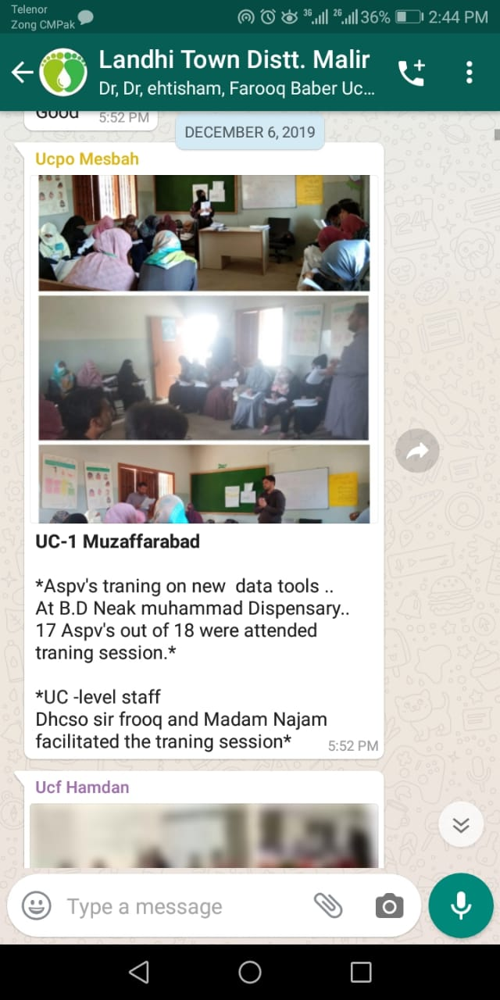 Telenor
Zong CMPak
3G 2G 36% 2:44 PM
Landhi Town Distt. Malir
Dr, Dr, ehtisham, Farooq Baber Uc...
Good 5:52 PM
DECEMBER 6, 2019
Ucpo Mesbah
UC-1 Muzaffarabad
*Aspv's traning on new  data tools ..
At B.D Neak muhammad Dispensary..
17 Aspv's out of 18 were attended
traning session.*
*UC -level staff
Dhcso sir frooq and Madam Najam
facilitated the traning session*
5:52 PM
Ucf Hamdan
Type a message